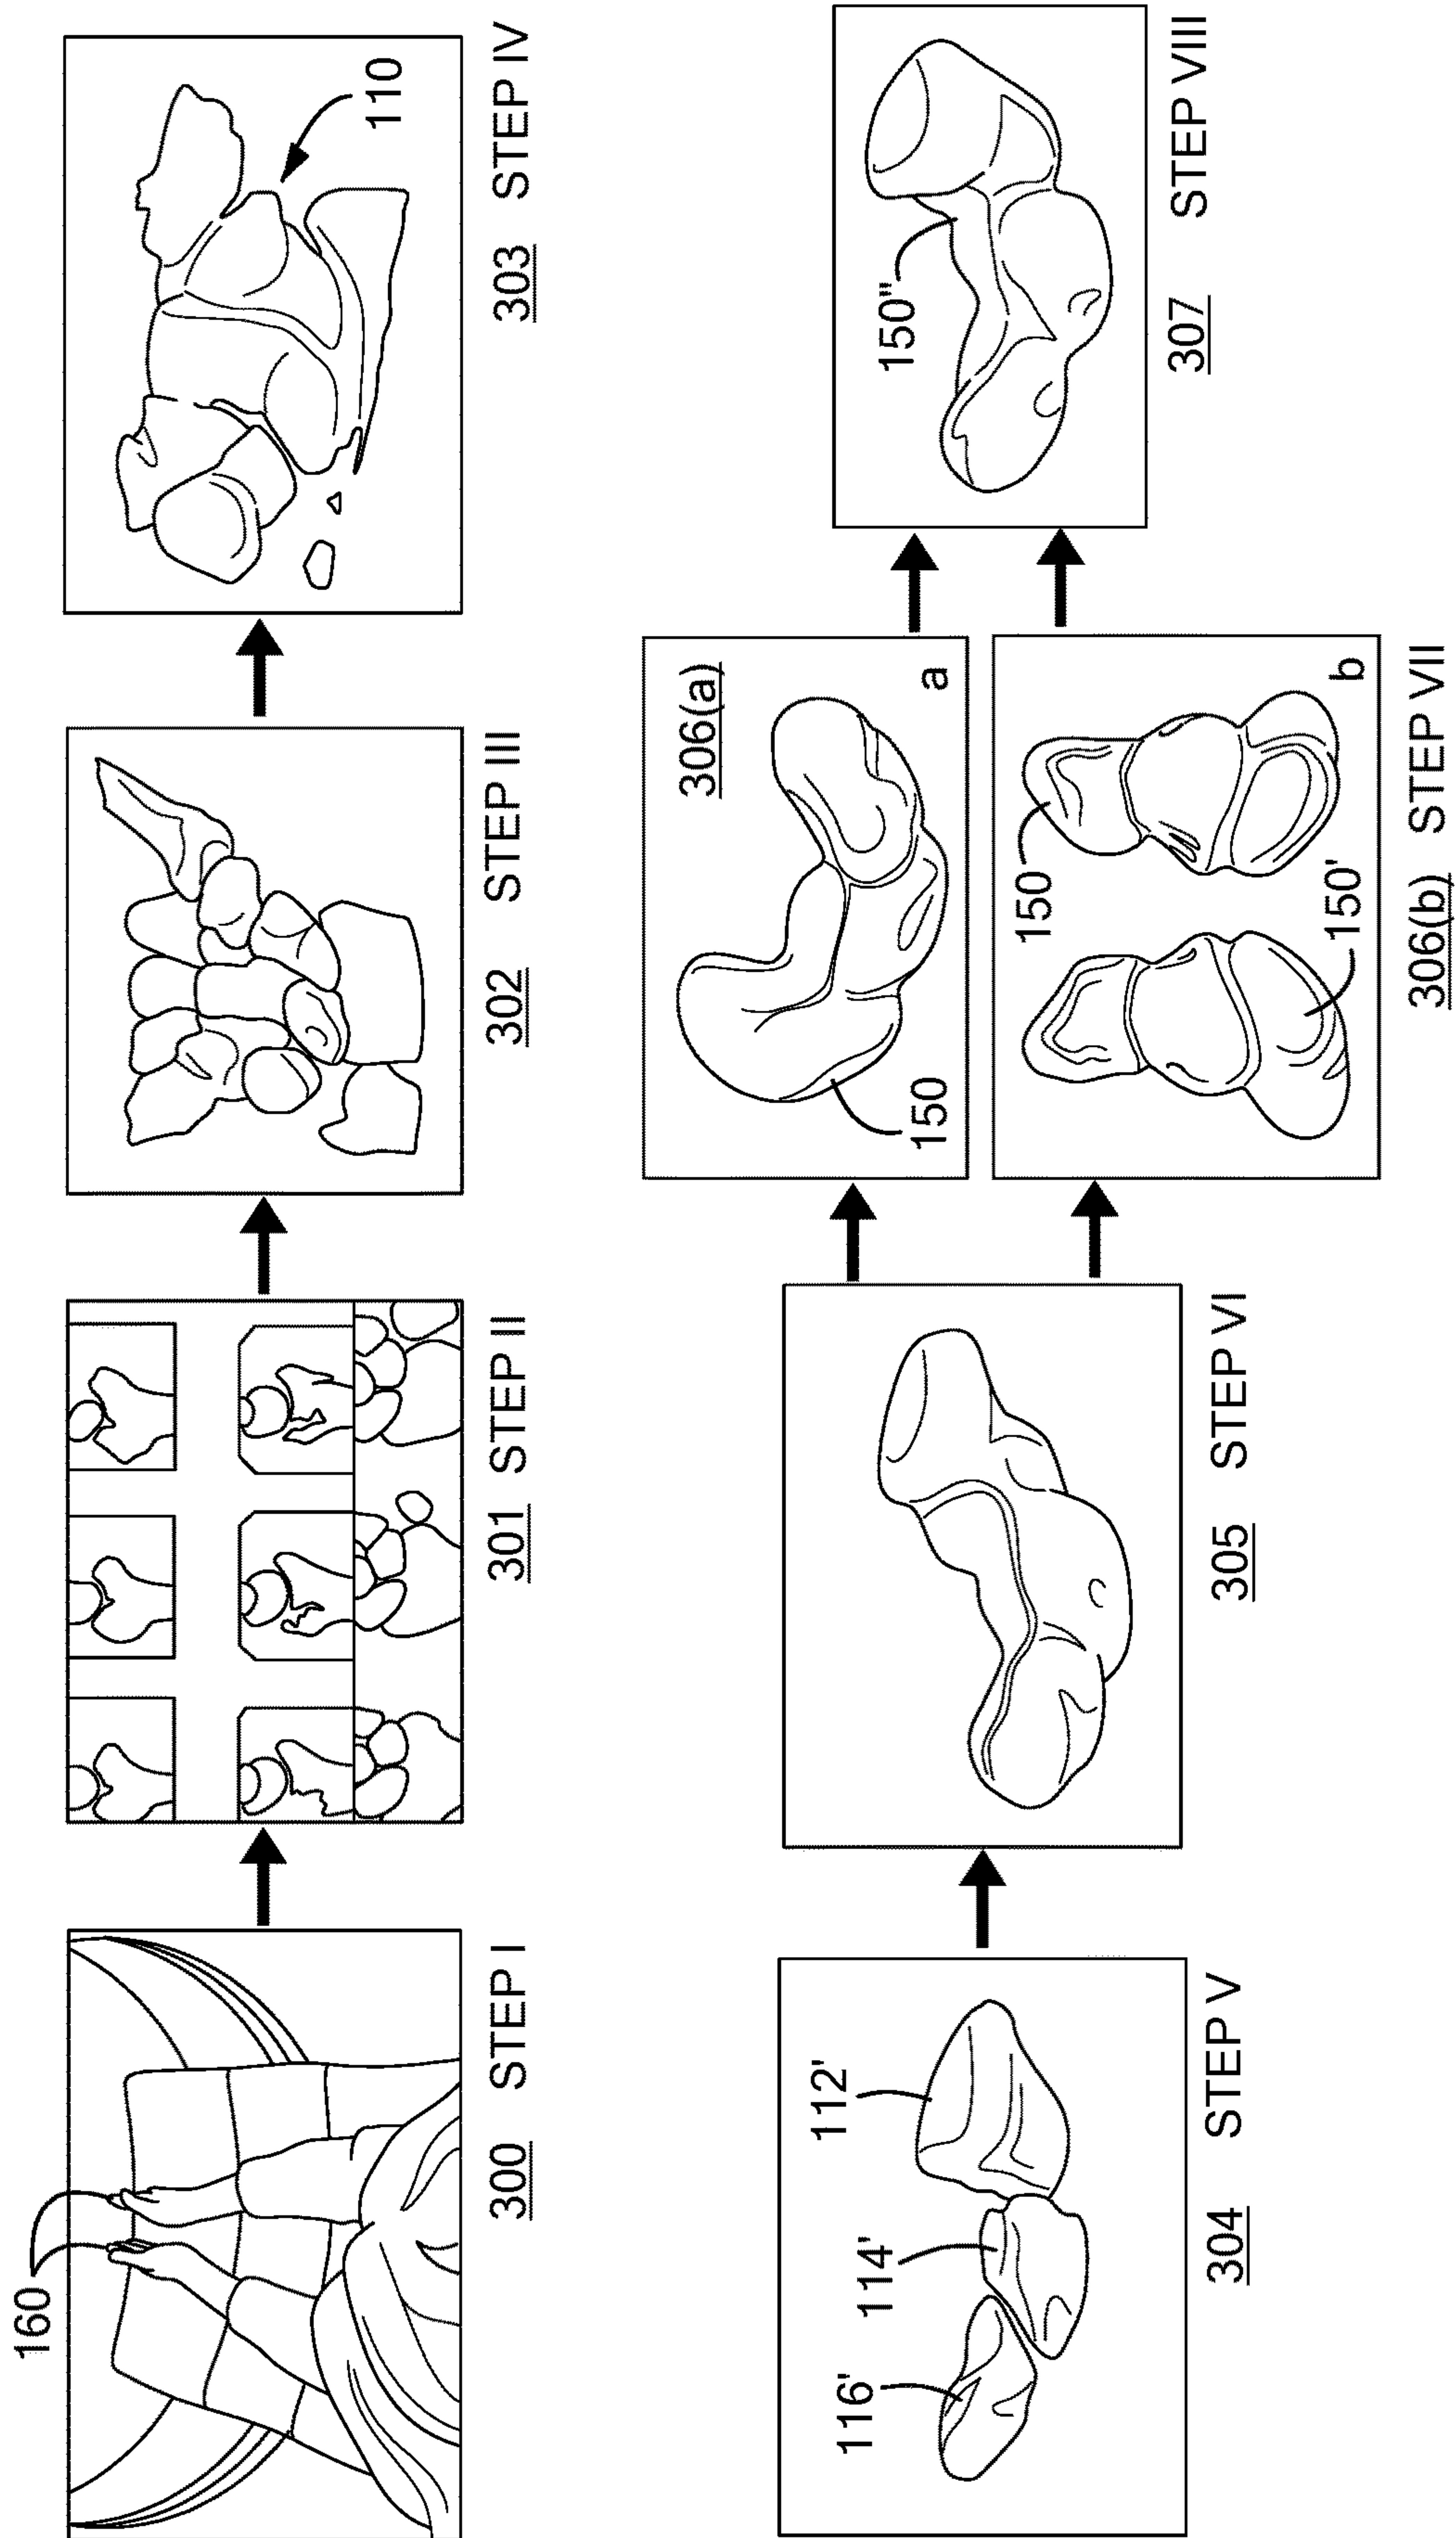 160
300 STEP I
301 STEP II
302 STEP III
110
303 STEP IV
116'
114'
112'
304 STEP V
305 STEP VI
306(a)
150
a
150
150'
b
306(b) STEP VII
150"
307 STEP VIII